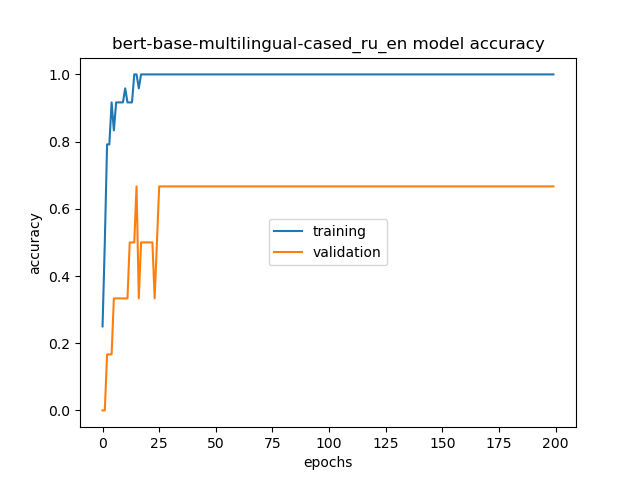 bert-base-multilingual-cased_ru_en model accuracy
1.0
0.8
0.6
0.4
0.2
0.0
accuracy
training
validation
0 25 50 75 100 125 150 175 200
epochs